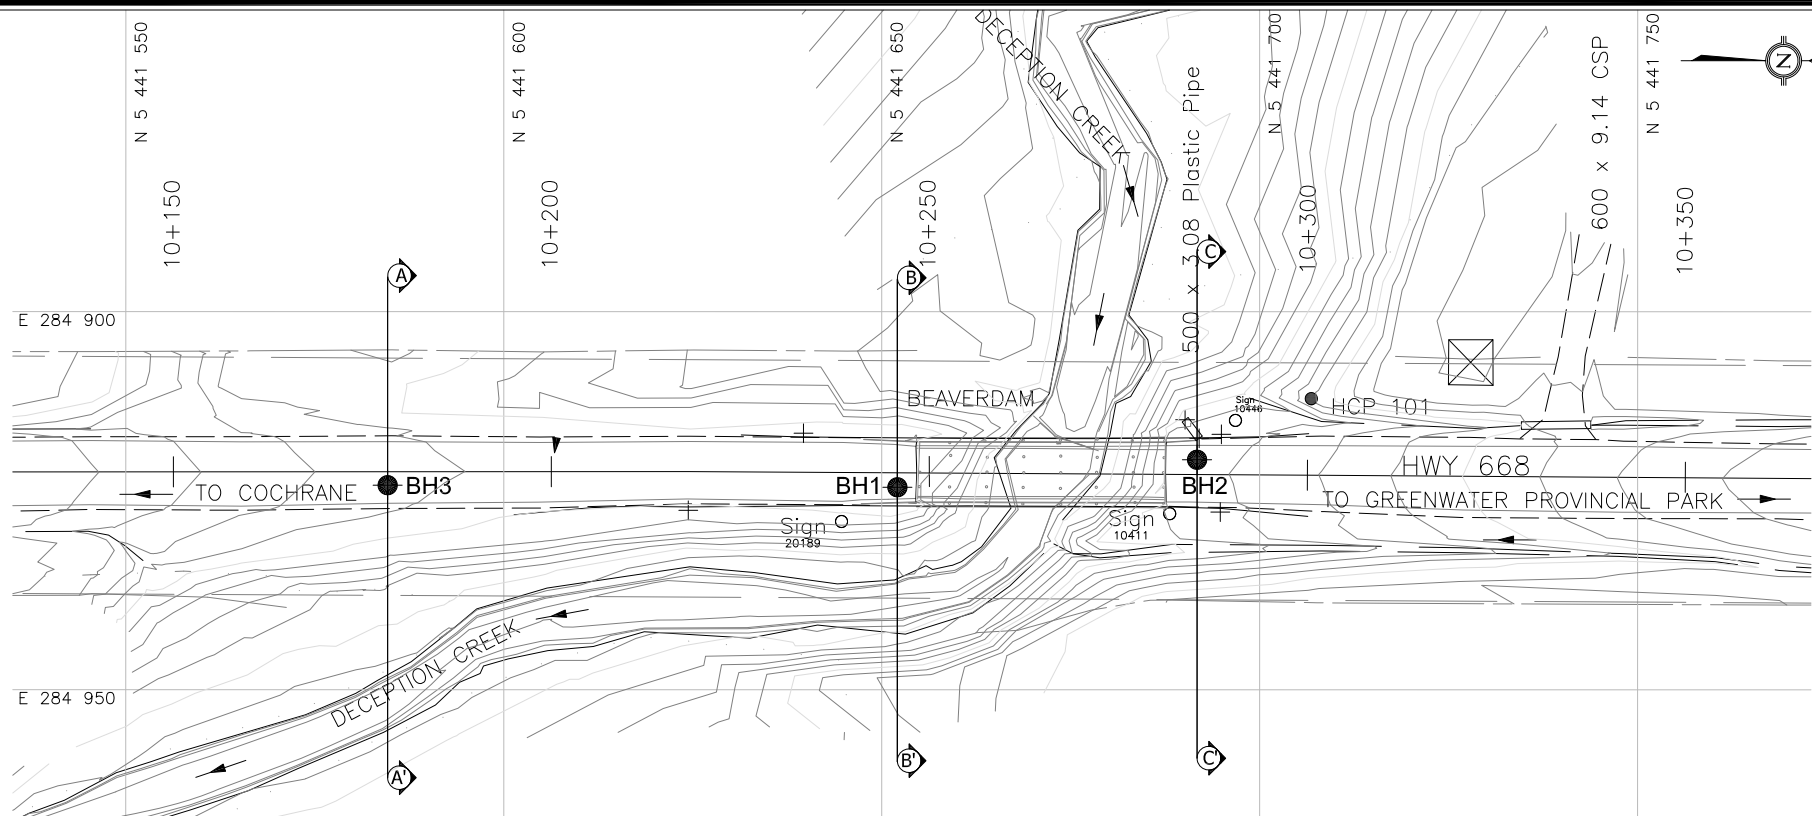 N 5 441 550
N 5 441 600
N 5 441 650
N 5 441 700
N 5 441 750
DECEPTION CREEK
500 x 3.08 Plastic Pipe
600 x 9.14 CSP
N
10+150
10+200
10+250
10+300
10+350
A
B
C
E 284 900
BEAVERDAM
Sign
10446
HCP 101
HWY 668
TO COCHRANE
BH3
BH1
BH2
TO GREENWATER PROVINCIAL PARK
Sign
20189
Sign
10411
DECEPTION CREEK
E 284 950
A'
B'
C'